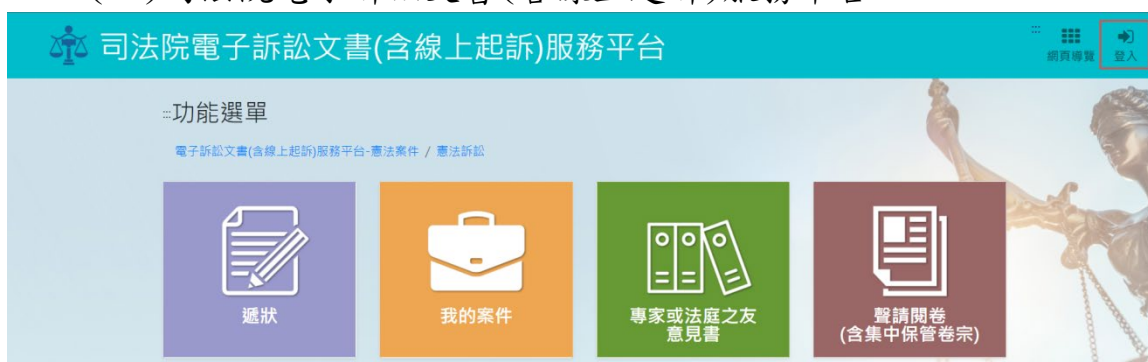 司法院電子訴訟文書(含線上起訴)服務平台
網頁導覽
登入
功能選單
電子訴訟文書(含線上起訴)服務平台-憲法案件 / 憲法訴訟
遞狀
我的案件
專家或法庭之友
意見書
聲請閱卷
(含集中保管卷宗)